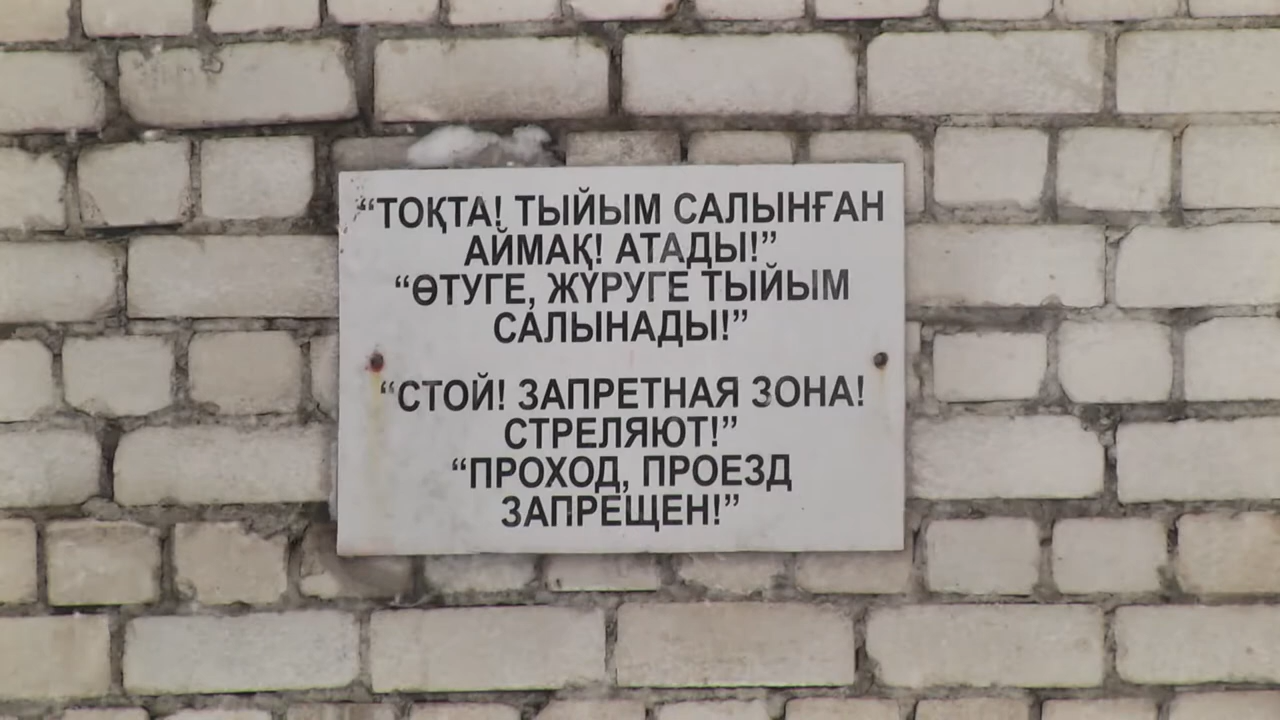 “ТОҚТА! ТЫЙЫМ САЛЫНҒАН
АЙМАҚ! АТАДЫ!”
“ӨТУГЕ, ЖҮРУГЕ ТЫЙЫМ
САЛЫНАДЫ!”
“СТОЙ! ЗАПРЕТНАЯ ЗОНА!
СТРЕЛЯЮТ!”
“ПРОХОД, ПРОЕЗД
ЗАПРЕЩЕН!”